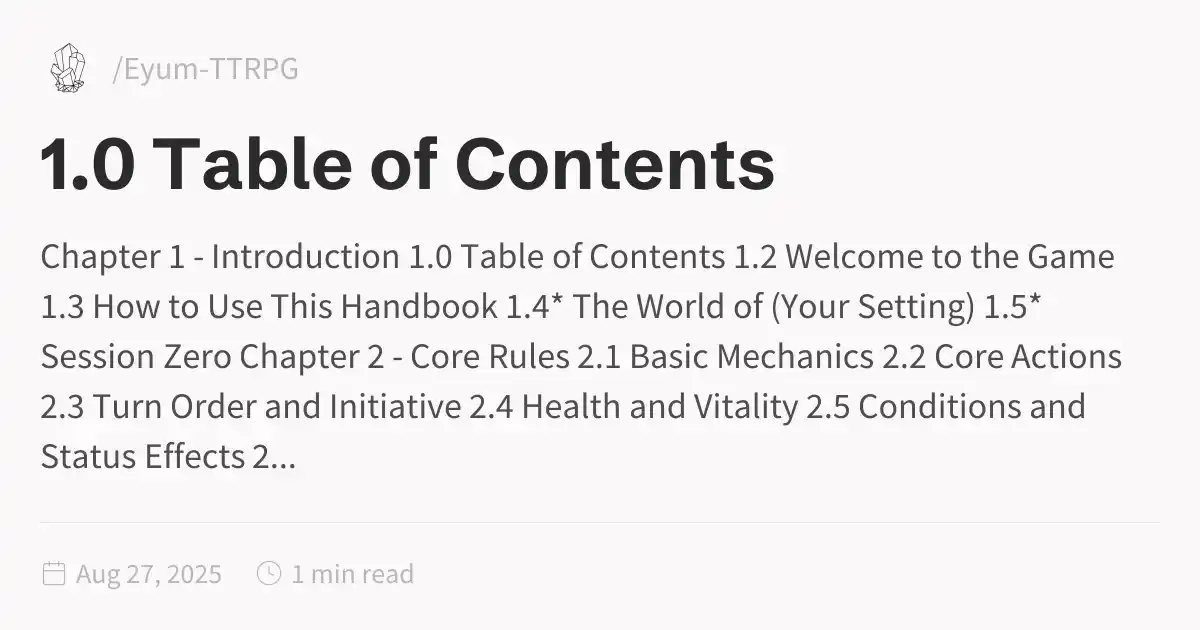 /Eyum-TTRPG
1.0 Table of Contents
Chapter 1 - Introduction 1.0 Table of Contents 1.2 Welcome to the Game
1.3 How to Use This Handbook 1.4* The World of (Your Setting) 1.5*
Session Zero Chapter 2 - Core Rules 2.1 Basic Mechanics 2.2 Core Actions
2.3 Turn Order and Initiative 2.4 Health and Vitality 2.5 Conditions and
Status Effects 2...
Aug 27, 2025 1 min read